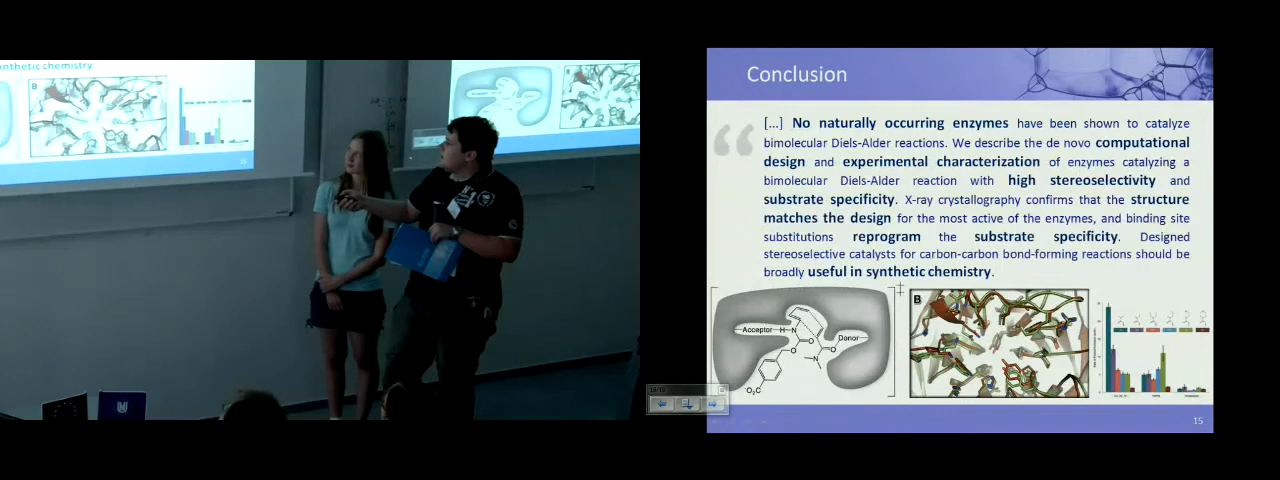 nthetic chemistry
B
15
Acceptor
Donor
B
Conclusion
[...] No naturally occurring enzymes have been shown to catalyze
bimolecular Diels-Alder reactions. We describe the de novo computational
design and experimental characterization of enzymes catalyzing a
bimolecular Diels-Alder reaction with high stereoselectivity and
substrate specificity. X-ray crystallography confirms that the structure
matches the design for the most active of the enzymes, and binding site
substitutions reprogram the substrate specificity. Designed
stereoselective catalysts for carbon-carbon bond-forming reactions should be
broadly useful in synthetic chemistry.
Acceptor
H
N
O
O
Donor
N
O
⁻O₂C
B
15